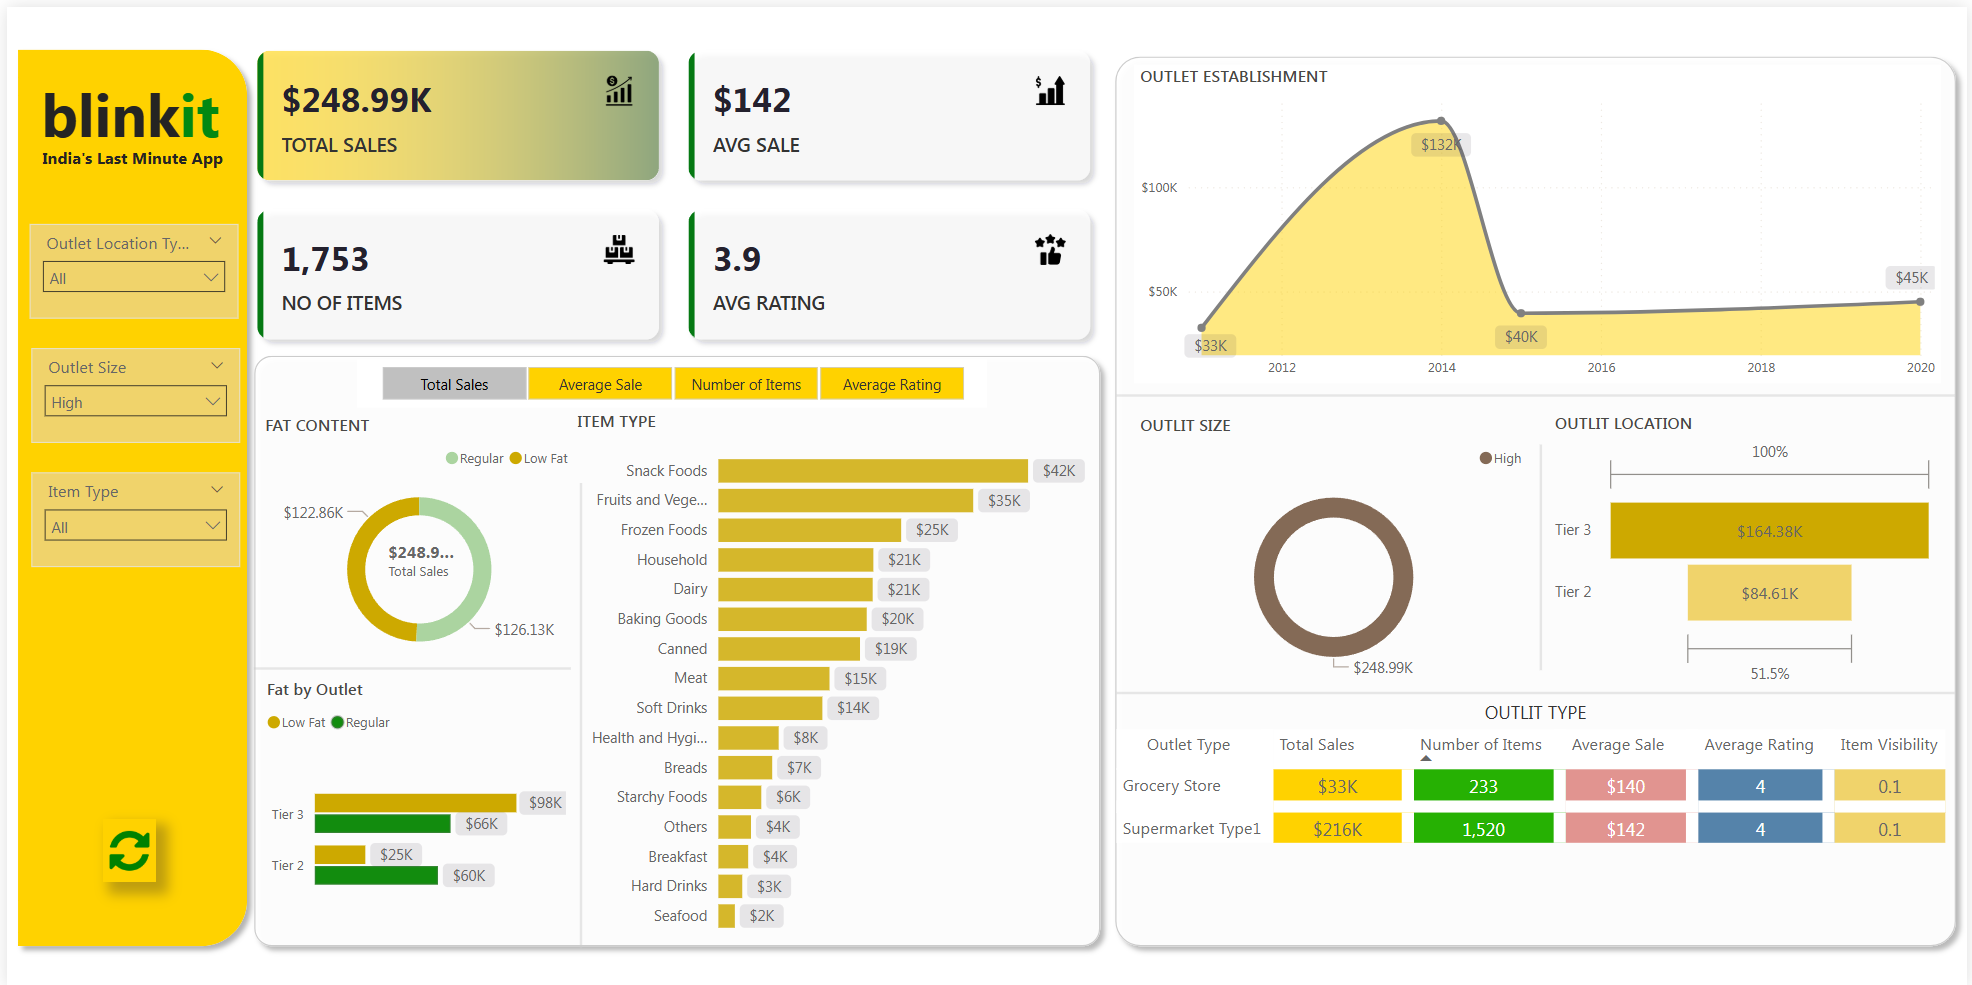 blinkit
India's Last Minute App
Outlet Location Ty...
All
Outlet Size
High
Item Type
All
$248.99K
TOTAL SALES
$142
AVG SALE
1,753
NO OF ITEMS
3.9
AVG RATING
Total Sales
Average Sale
Number of Items
Average Rating
FAT CONTENT
Regular
Low Fat
$122.86K
$248.9...
Total Sales
$126.13K
Fat by Outlet
Low Fat
Regular
Tier 3
$98K
$66K
Tier 2
$25K
$60K
ITEM TYPE
Snack Foods $42K
Fruits and Vege... $35K
Frozen Foods $25K
Household $21K
Dairy $21K
Baking Goods $20K
Canned $19K
Meat $15K
Soft Drinks $14K
Health and Hygi... $8K
Breads $7K
Starchy Foods $6K
Others $4K
Breakfast $4K
Hard Drinks $3K
Seafood $2K
OUTLET ESTABLISHMENT
$100K
$50K
$33K
$132K
$40K
$45K
2012 2014 2016 2018 2020
OUTLIT SIZE
High
$248.99K
OUTLIT LOCATION
100%
Tier 3 $164.38K
Tier 2 $84.61K
51.5%
OUTLIT TYPE
Outlet Type Total Sales Number of Items Average Sale Average Rating Item Visibility
Grocery Store $33K 233 $140 4 0.1
Supermarket Type1 $216K 1,520 $142 4 0.1